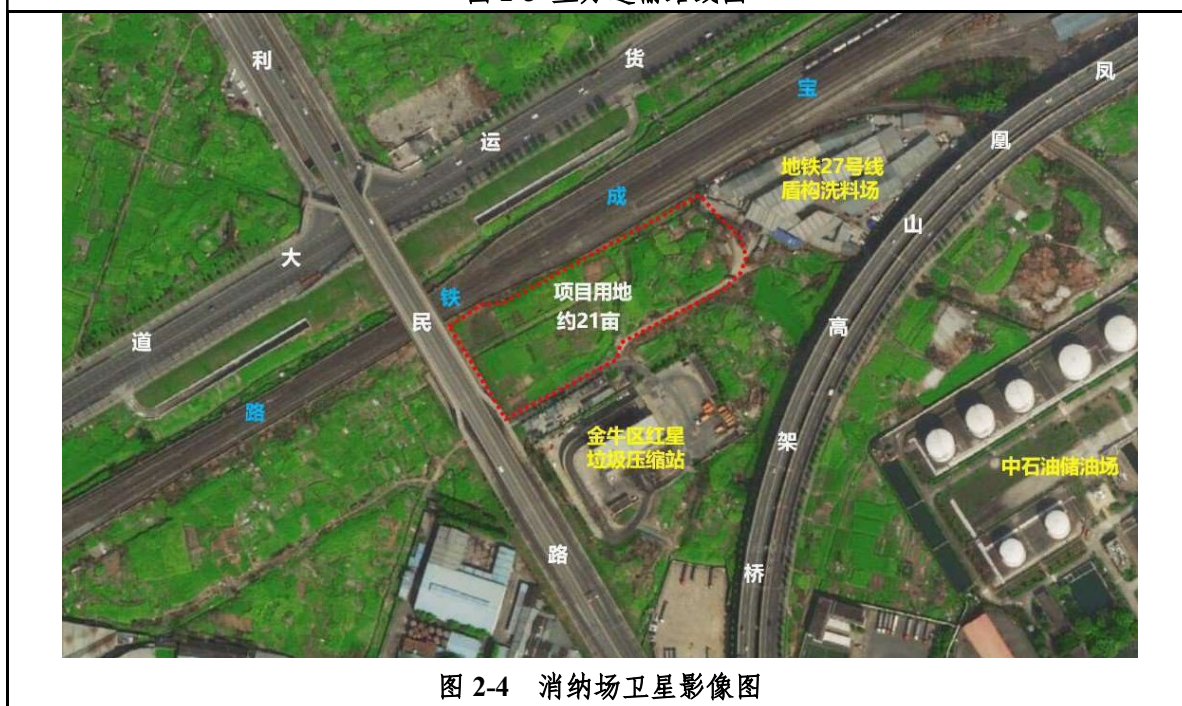 利民路
货运大道
宝成铁路
凤凰山高架桥
地铁27号线
盾构洗料场
项目用地
约21亩
金牛区红星
垃圾压缩站
中石油储油场
图 2-4 消纳场卫星影像图